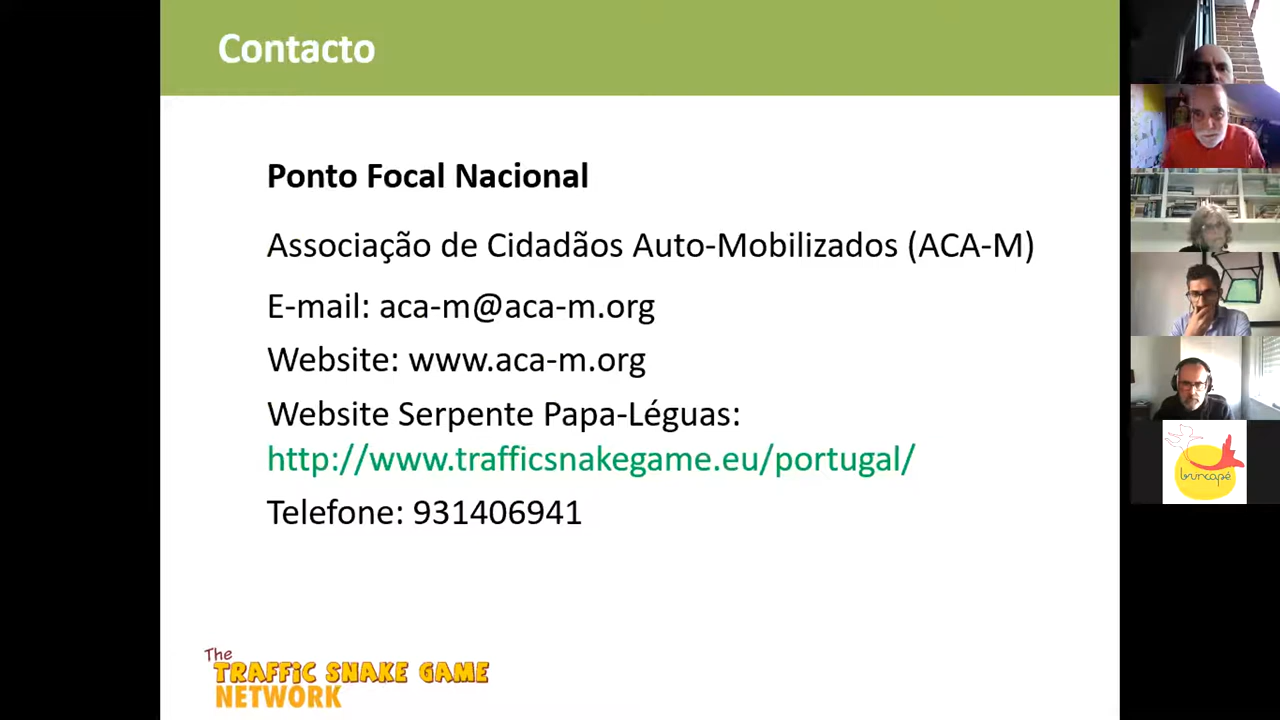 Contacto
Ponto Focal Nacional
Associação de Cidadãos Auto-Mobilizados (ACA-M)
E-mail: aca-m@aca-m.org
Website: www.aca-m.org
Website Serpente Papa-Léguas:
http://www.trafficsnakegame.eu/portugal/
Telefone: 931406941
The
TRAFFIC SNAKE GAME
NETWORK
burcapé